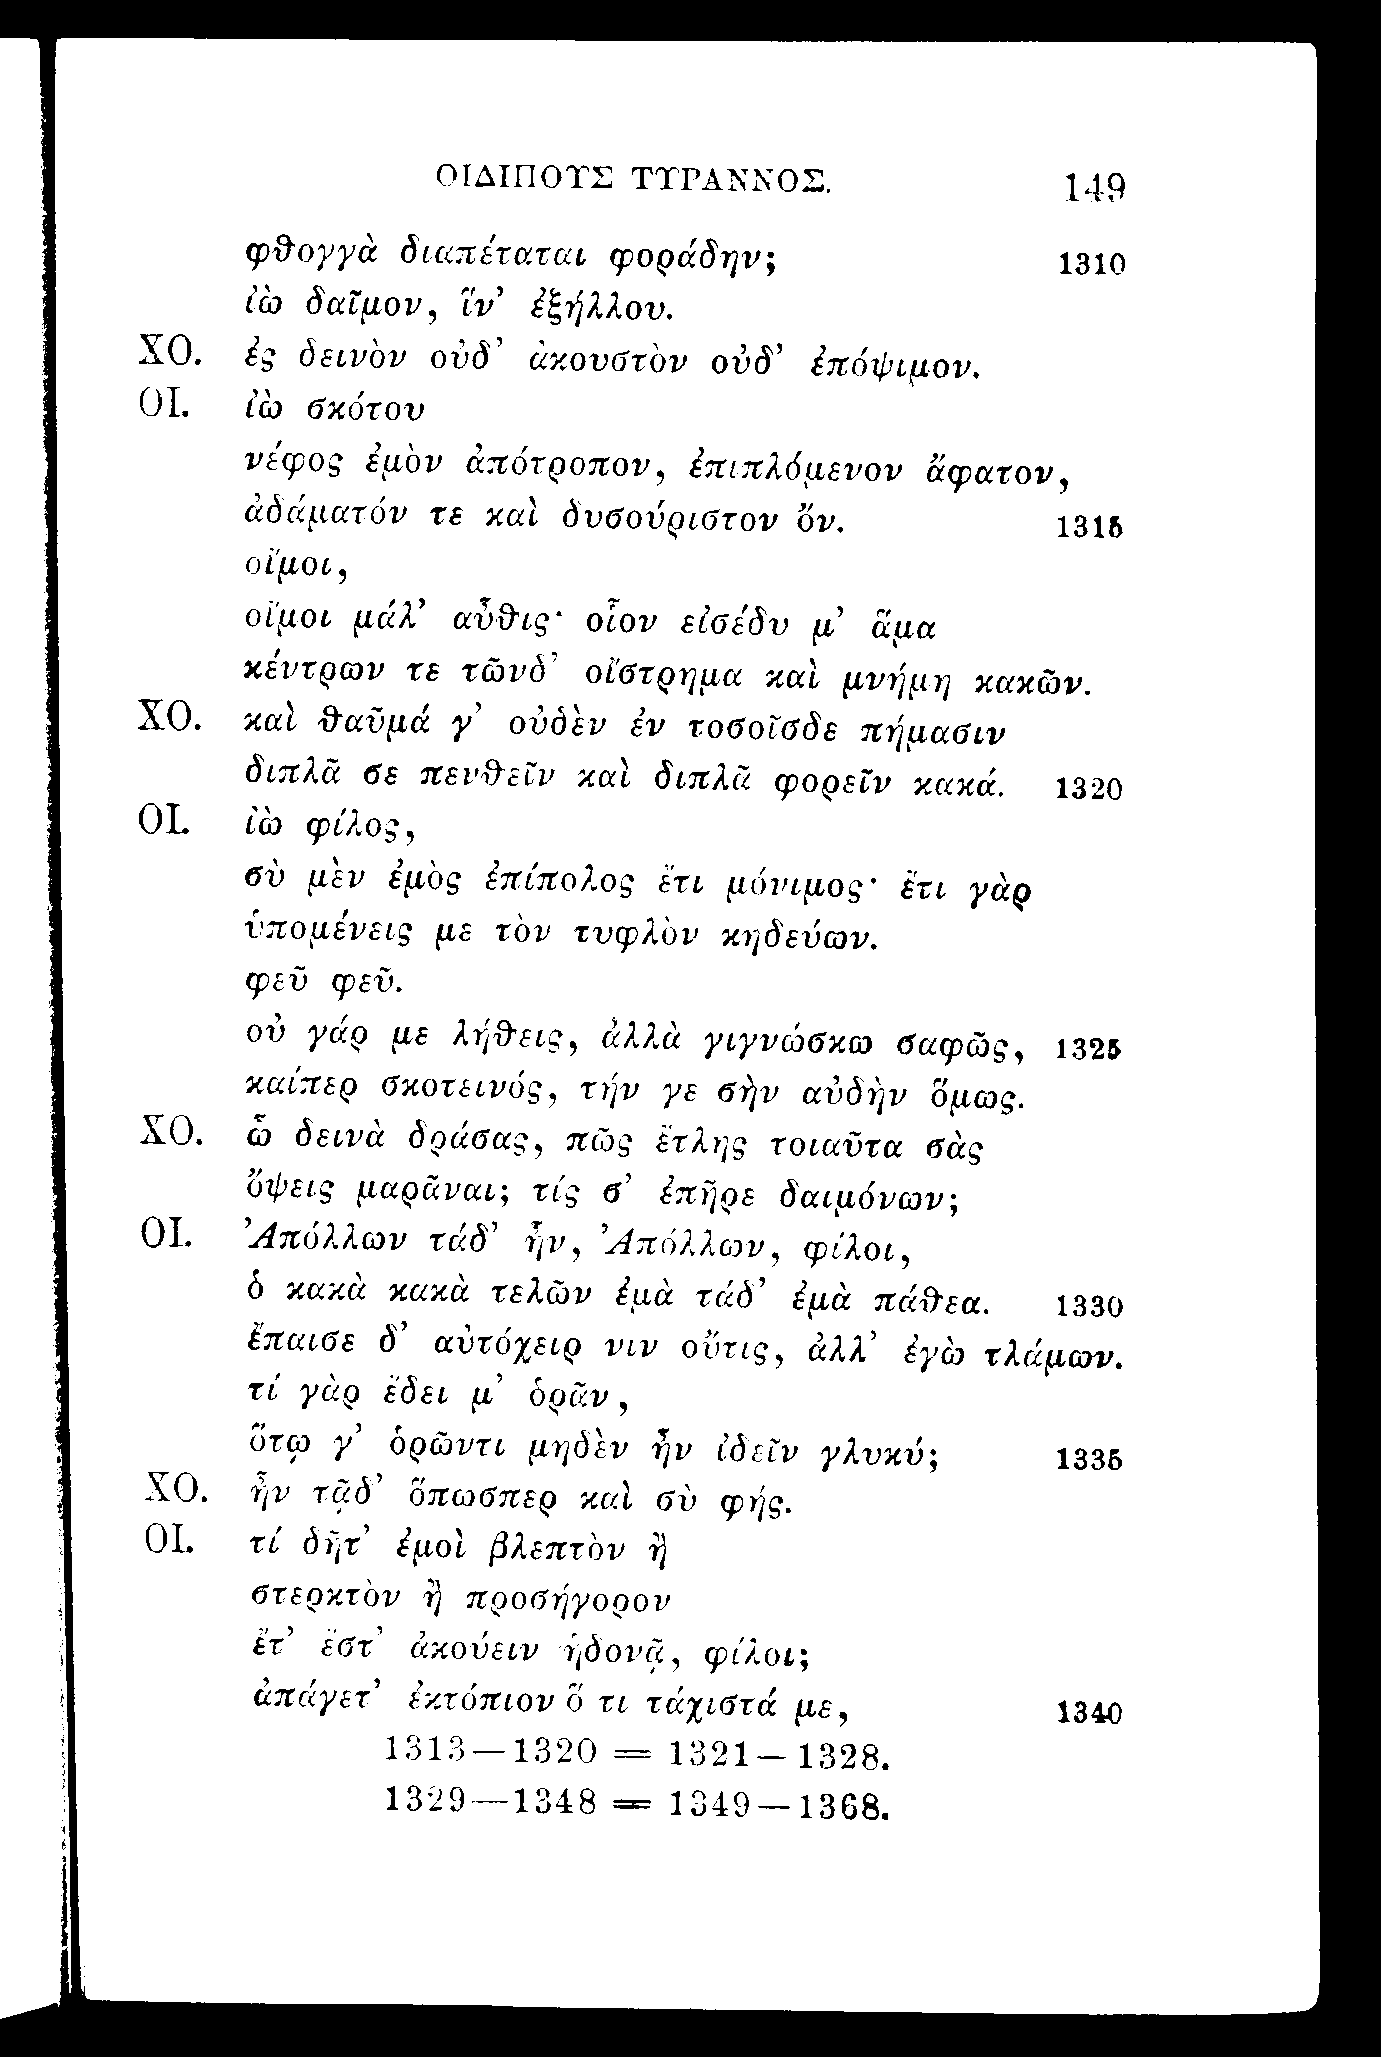 ΟΙΔΙΠΟΥΣ ΤΥΡΑΝΝΟΣ. 149
φθογγὰ διαπέταται φοράδην; 1310
ἰὼ δαῖμον, ἵν’ ἐξήλλου.
ΧΟ. ἐς δεινὸν οὐδ’ ἀκουστὸν οὐδ’ ἐπόψιμον.
ΟΙ. ἰὼ σκότου
νέφος ἐμὸν ἀπότροπον, ἐπιπλόμενον ἄφατον,
ἀδάματόν τε καὶ δυσούριστον ὄν. 1315
οἴμοι,
οἴμοι μάλ’ αὖθις· οἷον εἰσέδυ μ’ ἅμα
κέντρων τε τῶνδ’ οἴστρημα καὶ μνήμη κακῶν.
ΧΟ. καὶ θαῦμά γ’ οὐδὲν ἐν τοσοῖσδε πήμασιν
διπλᾶ σε πενθεῖν καὶ διπλᾶ φορεῖν κακά. 1320
ΟΙ. ἰὼ φίλος,
σὺ μὲν ἐμὸς ἐπίπολος ἔτι μόνιμος· ἔτι γὰρ
ὑπομένεις με τὸν τυφλὸν κηδεύων.
φεῦ φεῦ.
οὐ γάρ με λήθεις, ἀλλὰ γιγνώσκω σαφῶς, 1325
καίπερ σκοτεινός, τήν γε σὴν αὐδὴν ὅμως.
ΧΟ. ὦ δεινὰ δράσας, πῶς ἔτλης τοιαῦτα σὰς
ὄψεις μαρᾶναι; τίς σ’ ἐπῆρε δαιμόνων;
ΟΙ. Ἀπόλλων τάδ’ ἦν, Ἀπόλλων, φίλοι,
ὁ κακὰ κακὰ τελῶν ἐμὰ τάδ’ ἐμὰ πάθεα. 1330
ἔπαισε δ’ αὐτόχειρ νιν οὔτις, ἀλλ’ ἐγὼ τλάμων.
τί γὰρ ἔδει μ’ ὁρᾶν,
ὅτῳ γ’ ὁρῶντι μηδὲν ἦν ἰδεῖν γλυκύ; 1335
ΧΟ. ἦν τᾷδ’ ὅπωσπερ καὶ σὺ φής.
ΟΙ. τί δῆτ’ ἐμοὶ βλεπτὸν ἢ
στερκτὸν ἢ προσήγορον
ἔτ’ ἔστ’ ἀκούειν ἡδονᾷ, φίλοι;
ἀπάγετ’ ἐκτόπιον ὅ τι τάχιστά με, 1340
1313—1320 = 1321—1328.
1329—1348 = 1349—1368.